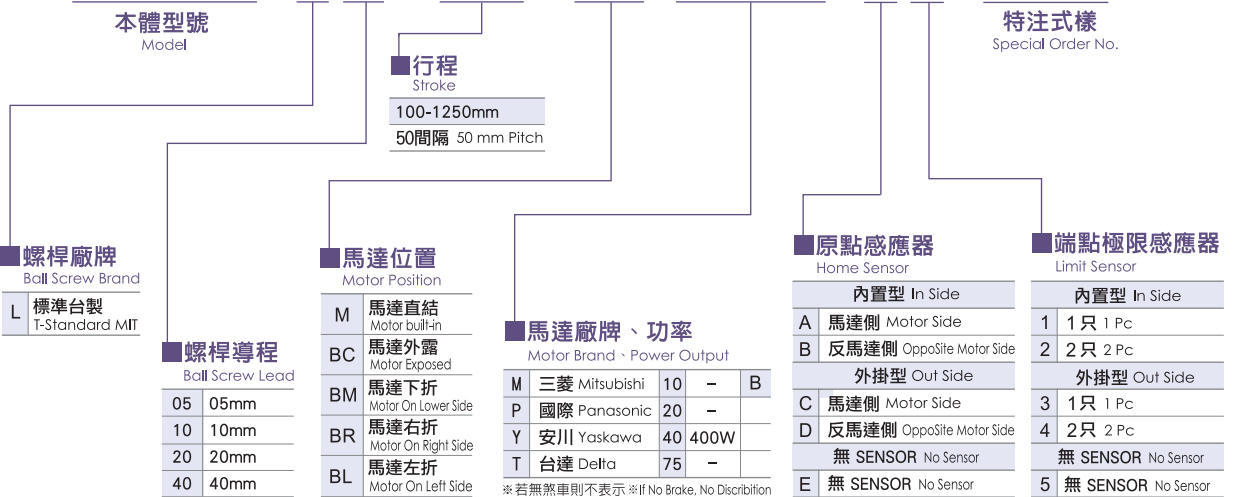 本體型號
Model
特注式樣
Special Order No.
行程
Stroke
100-1250mm
50間隔 50 mm Pitch
螺桿廠牌
Ball Screw Brand
L 標準台製
T-Standard MIT
螺桿導程
Ball Screw Lead
05 05mm
10 10mm
20 20mm
40 40mm
馬達位置
Motor Position
M 馬達直結
Motor built-in
BC 馬達外露
Motor Exposed
BM 馬達下折
Motor On Lower Side
BR 馬達右折
Motor On Right Side
BL 馬達左折
Motor On Left Side
馬達廠牌、功率
Motor Brand、Power Output
M 三菱 Mitsubishi 10 – B
P 國際 Panasonic 20 –
Y 安川 Yaskawa 40 400W
T 台達 Delta 75 –
※若無煞車則不表示※If No Brake, No Discribition
原點感應器
Home Sensor
內置型 In Side
A 馬達側 Motor Side
B 反馬達側 OppoSite Motor Side
外掛型 Out Side
C 馬達側 Motor Side
D 反馬達側 OppoSite Motor Side
無 SENSOR No Sensor
E 無 SENSOR No Sensor
端點極限感應器
Limit Sensor
內置型 In Side
1 1只 1 Pc
2 2只 2 Pc
外掛型 Out Side
3 1只 1 Pc
4 2只 2 Pc
無 SENSOR No Sensor
5 無 SENSOR No Sensor